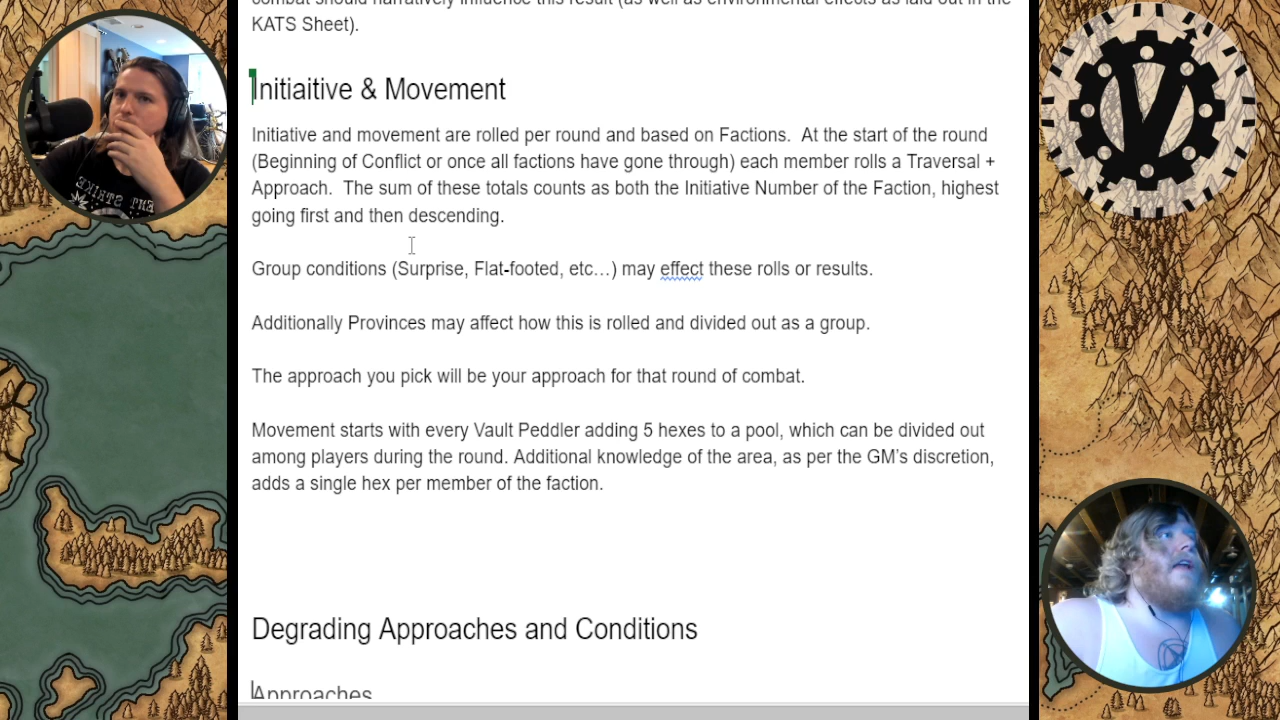 combat should narratively influence this result (as well as environmental effects as laid out in the
KATS Sheet).
Initiaitive & Movement
Initiative and movement are rolled per round and based on Factions.  At the start of the round
(Beginning of Conflict or once all factions have gone through) each member rolls a Traversal +
Approach.  The sum of these totals counts as both the Initiative Number of the Faction, highest
going first and then descending.
Group conditions (Surprise, Flat-footed, etc…) may effect these rolls or results.
Additionally Provinces may affect how this is rolled and divided out as a group.
The approach you pick will be your approach for that round of combat.
Movement starts with every Vault Peddler adding 5 hexes to a pool, which can be divided out
among players during the round. Additional knowledge of the area, as per the GM's discretion,
adds a single hex per member of the faction.
Degrading Approaches and Conditions
Approaches
V